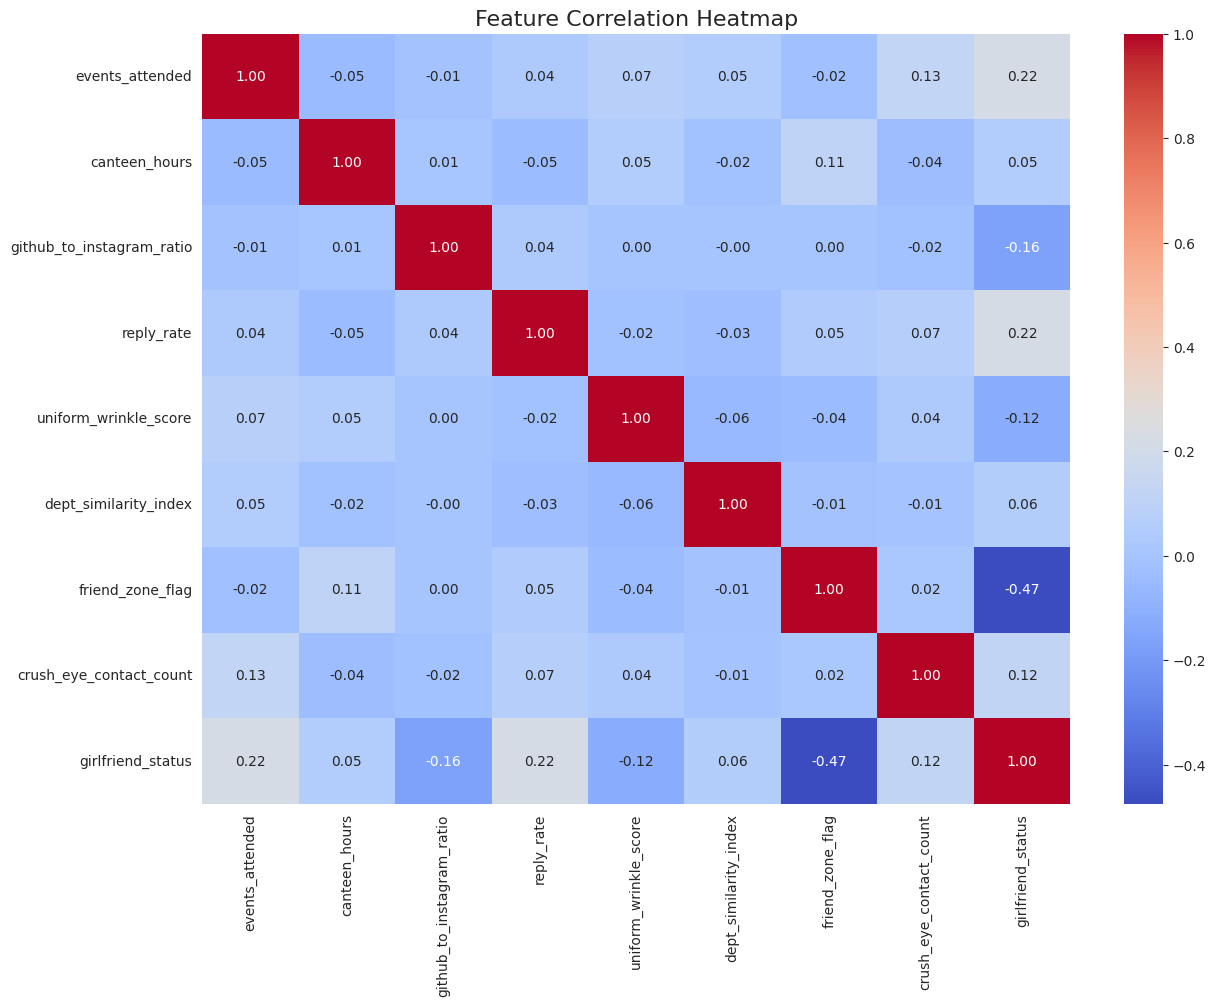 Feature Correlation Heatmap
events_attended 1.00 -0.05 -0.01 0.04 0.07 0.05 -0.02 0.13 0.22
canteen_hours -0.05 1.00 0.01 -0.05 0.05 -0.02 0.11 -0.04 0.05
github_to_instagram_ratio -0.01 0.01 1.00 0.04 0.00 -0.00 0.00 -0.02 -0.16
reply_rate 0.04 -0.05 0.04 1.00 -0.02 -0.03 0.05 0.07 0.22
uniform_wrinkle_score 0.07 0.05 0.00 -0.02 1.00 -0.06 -0.04 0.04 -0.12
dept_similarity_index 0.05 -0.02 -0.00 -0.03 -0.06 1.00 -0.01 -0.01 0.06
friend_zone_flag -0.02 0.11 0.00 0.05 -0.04 -0.01 1.00 0.02 -0.47
crush_eye_contact_count 0.13 -0.04 -0.02 0.07 0.04 -0.01 0.02 1.00 0.12
girlfriend_status 0.22 0.05 -0.16 0.22 -0.12 0.06 -0.47 0.12 1.00
events_attended
canteen_hours
github_to_instagram_ratio
reply_rate
uniform_wrinkle_score
dept_similarity_index
friend_zone_flag
crush_eye_contact_count
girlfriend_status
1.0
0.8
0.6
0.4
0.2
0.0
−0.2
−0.4